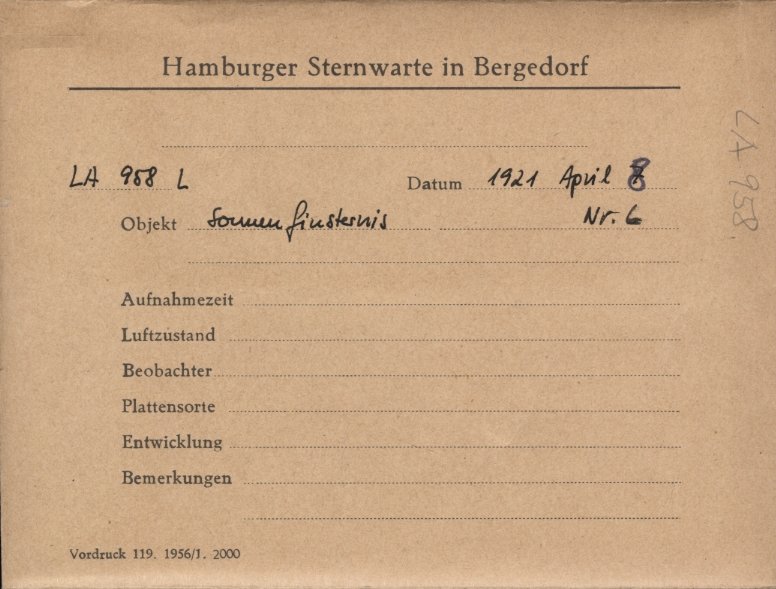 Hamburger Sternwarte in Bergedorf
LA 958 L Datum 1921 April 8
Objekt Sonnenfinsternis Nr. 6
Aufnahmezeit
Luftzustand
Beobachter
Plattensorte
Entwicklung
Bemerkungen
Vordruck 119. 1956/1. 2000
LA 958